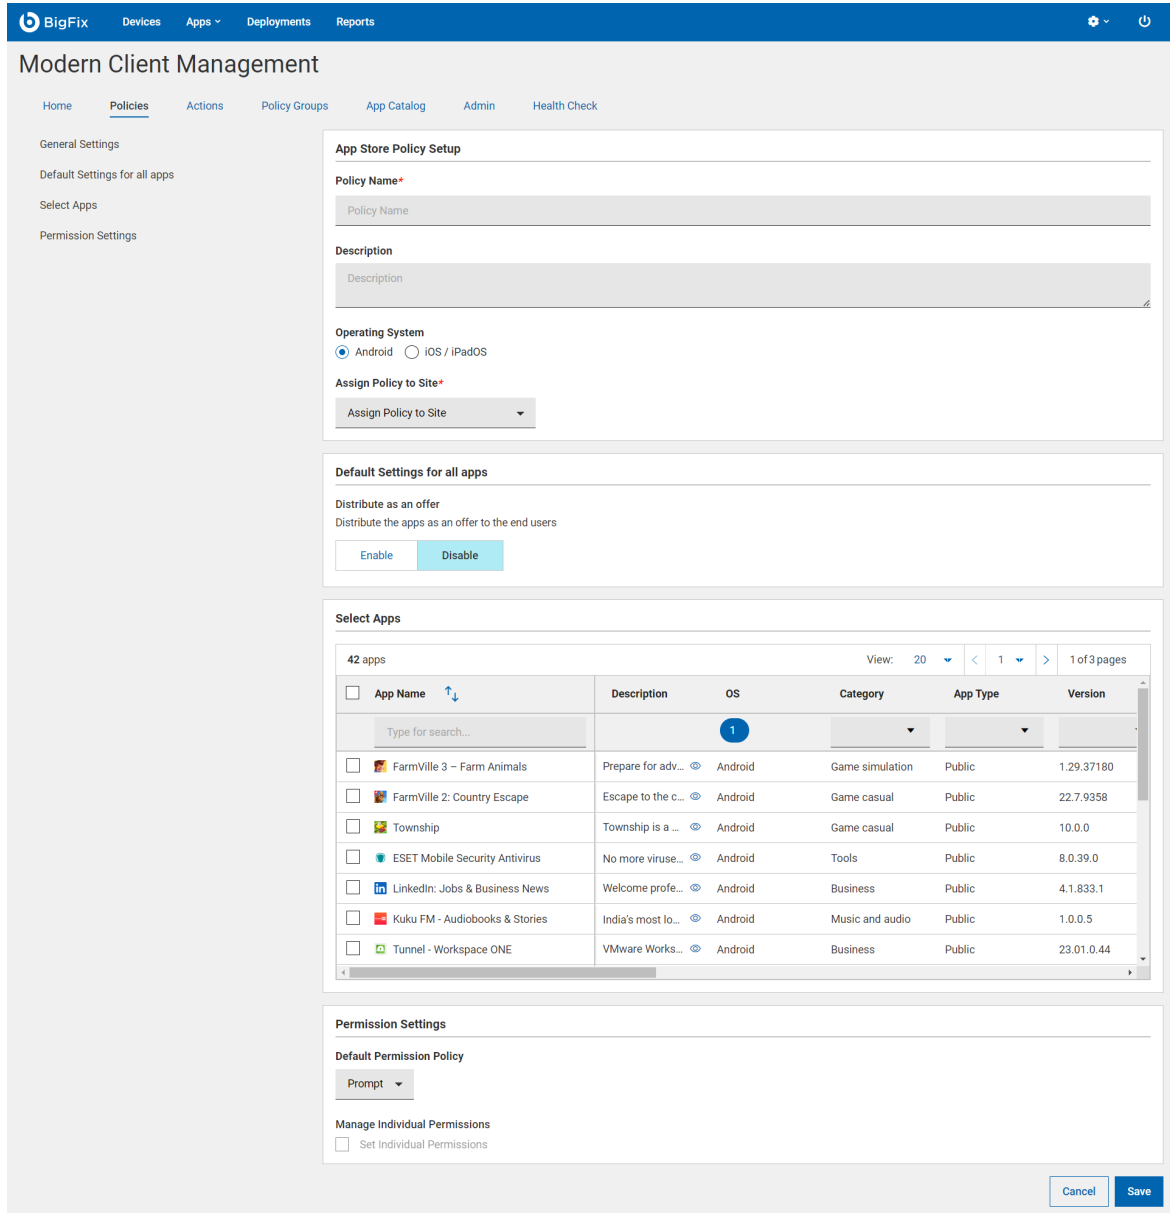 BigFix Devices Apps Deployments Reports
Modern Client Management
Home Policies Actions Policy Groups App Catalog Admin Health Check
General Settings
Default Settings for all apps
Select Apps
Permission Settings
App Store Policy Setup
Policy Name*
Policy Name
Description
Description
Operating System
Android iOS / iPadOS
Assign Policy to Site*
Assign Policy to Site
Default Settings for all apps
Distribute as an offer
Distribute the apps as an offer to the end users
Enable Disable
Select Apps
42 apps View: 20 < 1 > 1 of 3 pages
App Name Description OS Category App Type Version
Type for search... 1
FarmVille 3 – Farm Animals Prepare for adv... Android Game simulation Public 1.29.37180
FarmVille 2: Country Escape Escape to the c... Android Game casual Public 22.7.9358
Township Township is a ... Android Game casual Public 10.0.0
ESET Mobile Security Antivirus No more viruse... Android Tools Public 8.0.39.0
in LinkedIn: Jobs & Business News Welcome profe... Android Business Public 4.1.833.1
Kuku FM - Audiobooks & Stories India's most lo... Android Music and audio Public 1.0.0.5
Tunnel - Workspace ONE VMware Works... Android Business Public 23.01.0.44
Permission Settings
Default Permission Policy
Prompt
Manage Individual Permissions
Set Individual Permissions
Cancel Save